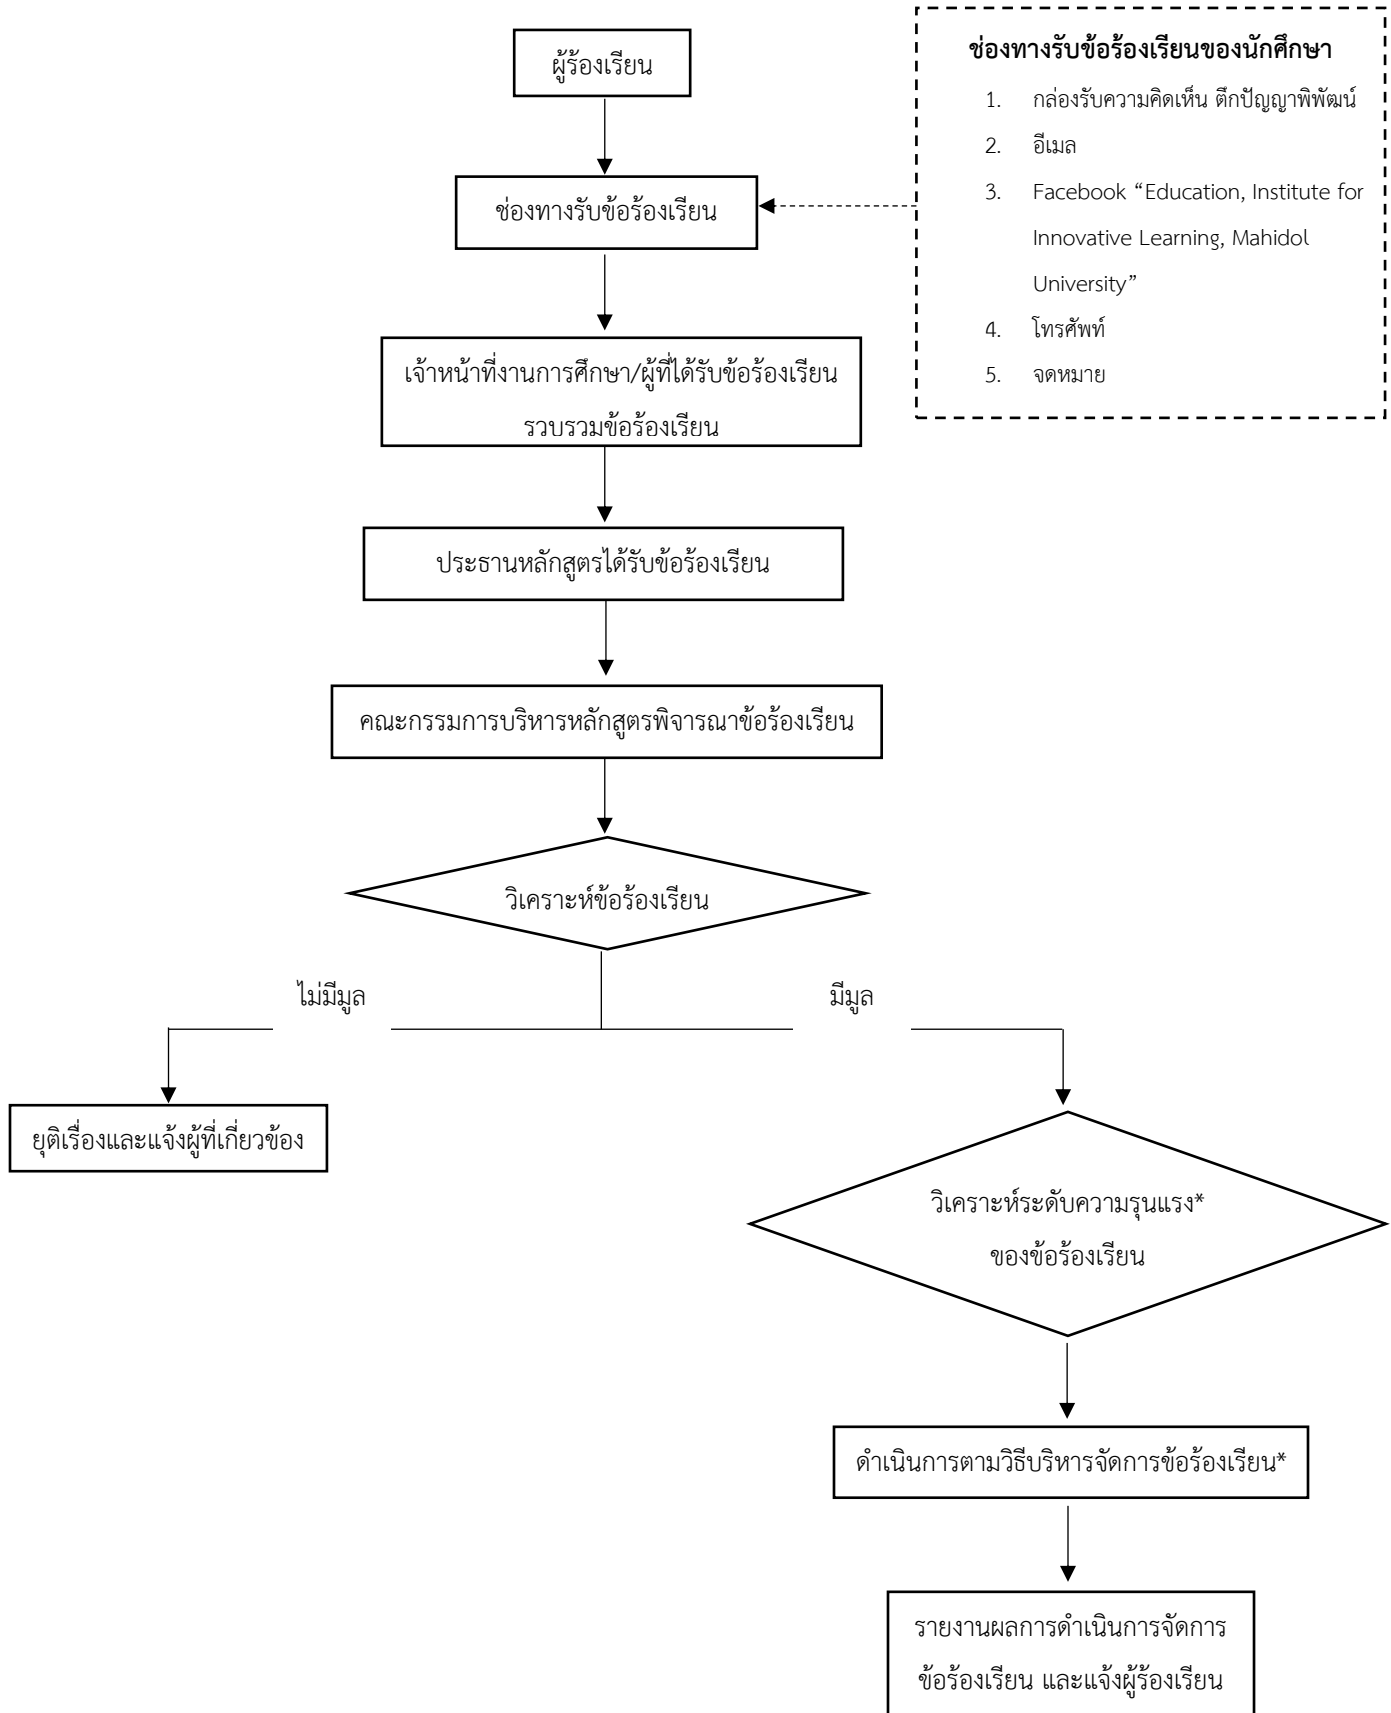 ผู้ร้องเรียน
ช่องทางรับข้อร้องเรียนของนักศึกษา
1. กล่องรับความคิดเห็น ตึกปัญญาพิพัฒน์
2. อีเมล
3. Facebook “Education, Institute for
Innovative Learning, Mahidol
University”
4. โทรศัพท์
5. จดหมาย
ช่องทางรับข้อร้องเรียน
เจ้าหน้าที่งานการศึกษา/ผู้ที่ได้รับข้อร้องเรียน
รวบรวมข้อร้องเรียน
ประธานหลักสูตรได้รับข้อร้องเรียน
คณะกรรมการบริหารหลักสูตรพิจารณาข้อร้องเรียน
วิเคราะห์ข้อร้องเรียน
ไม่มีมูล
มีมูล
ยุติเรื่องและแจ้งผู้ที่เกี่ยวข้อง
วิเคราะห์ระดับความรุนแรง*
ของข้อร้องเรียน
ดำเนินการตามวิธีบริหารจัดการข้อร้องเรียน*
รายงานผลการดำเนินการจัดการ
ข้อร้องเรียน และแจ้งผู้ร้องเรียน